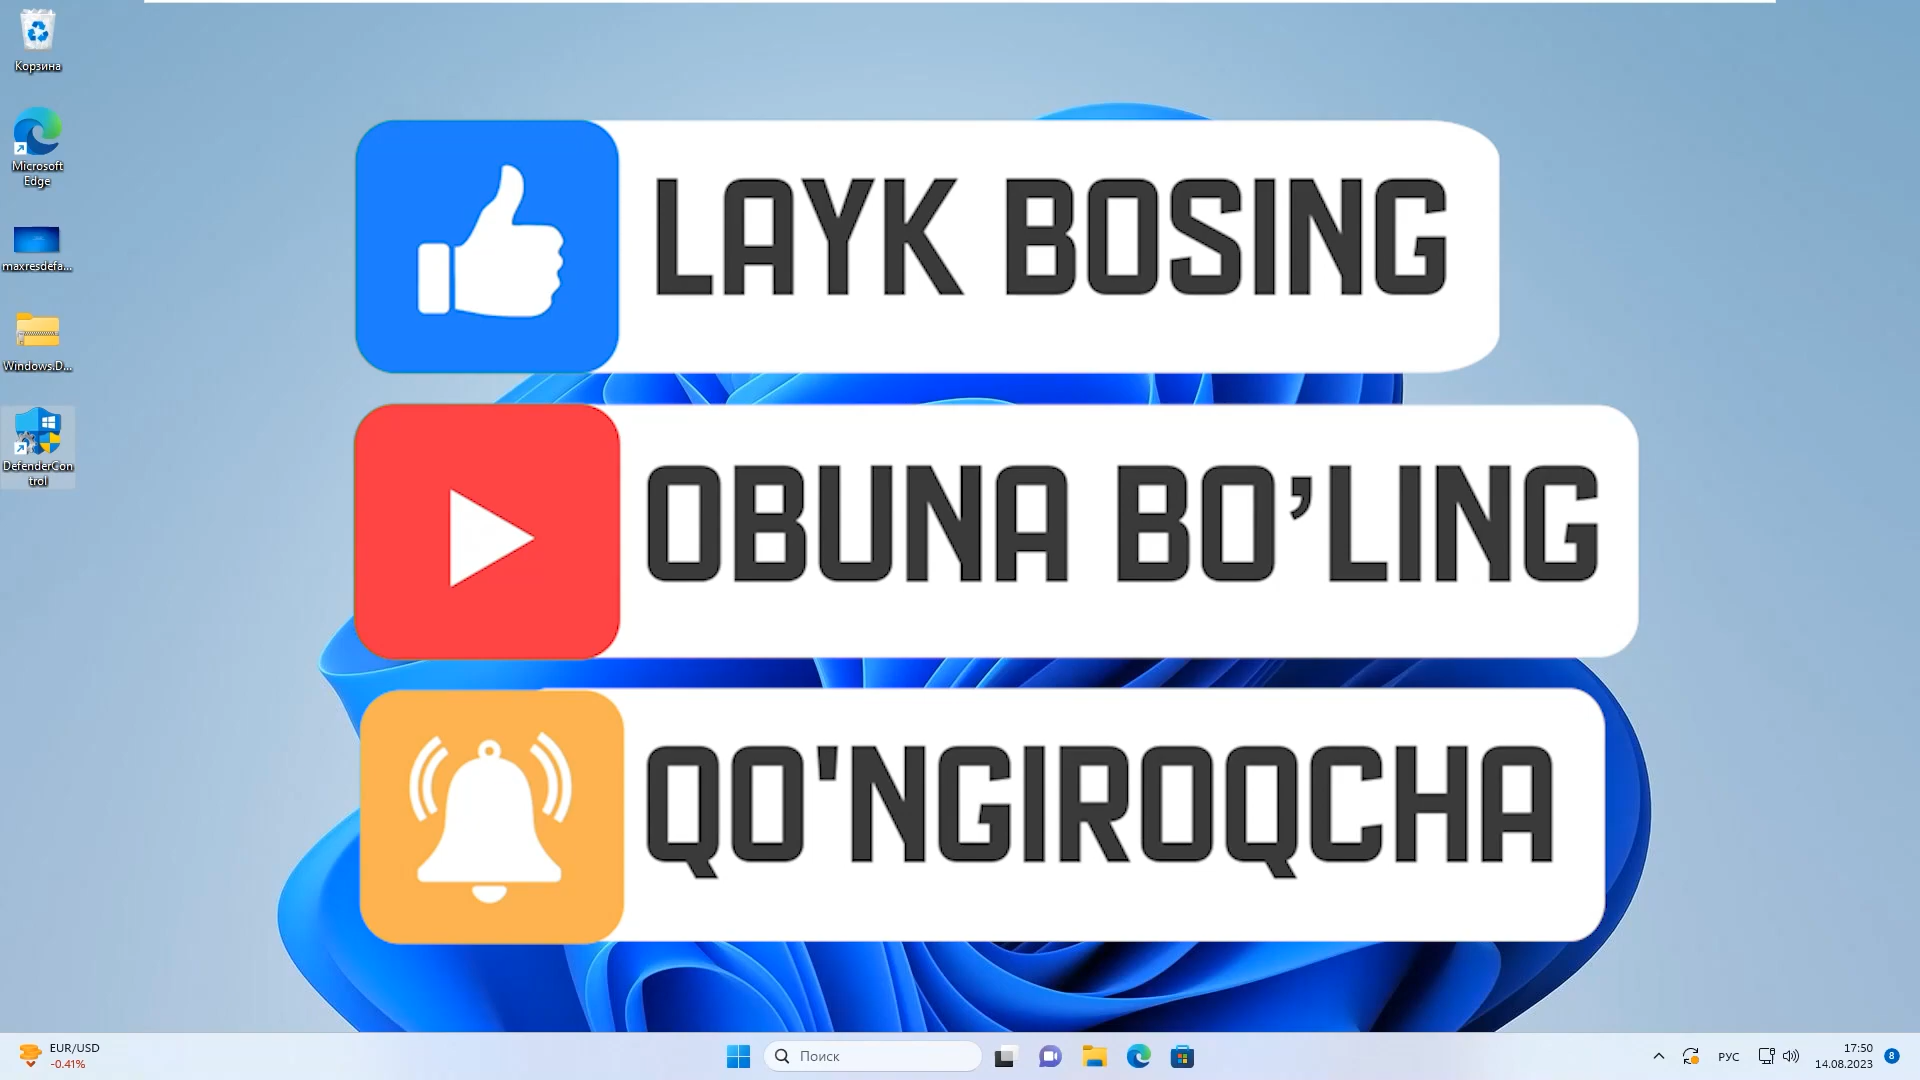 Корзина
Microsoft
Edge
maxresdefa...
Windows.D...
DefenderCon
trol
LAYK BOSING
OBUNA BO’LING
QO'NGIROQCHA
EUR/USD
-0.41%
Поиск
РУС
17:50
14.08.2023
8